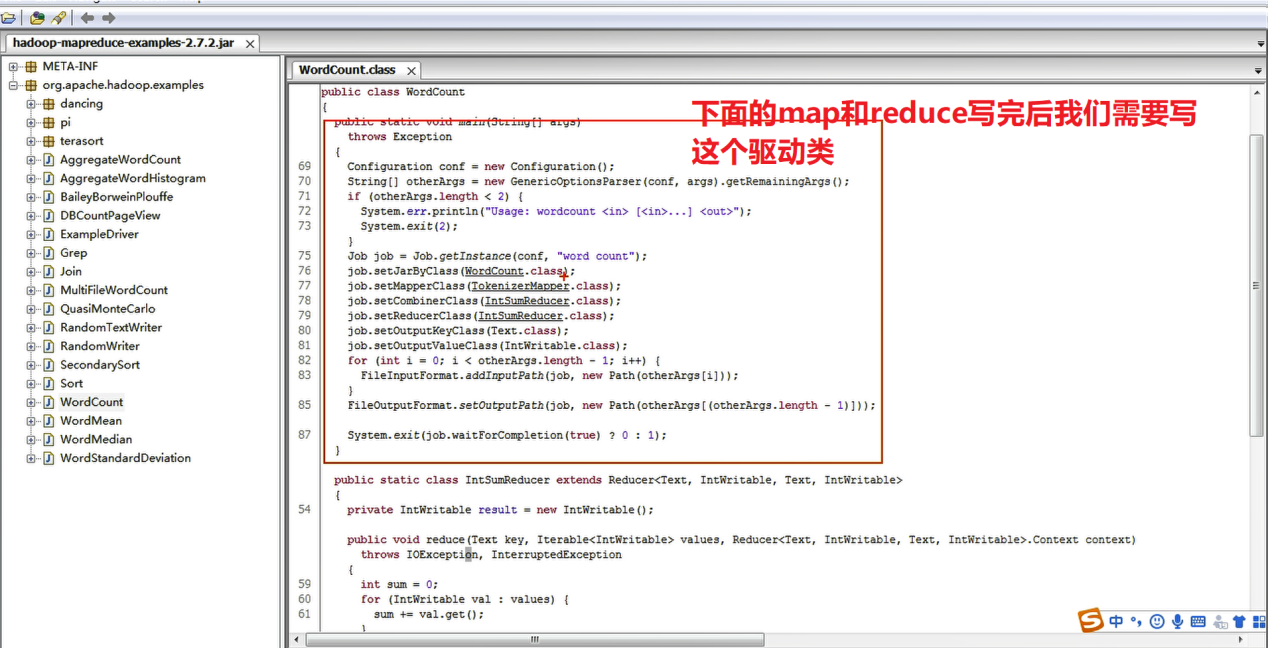 hadoop-mapreduce-examples-2.7.2.jar
META-INF
org.apache.hadoop.examples
dancing
pi
terasort
AggregateWordCount
AggregateWordHistogram
BaileyBorweinPlouffe
DBCountPageView
ExampleDriver
Grep
Join
MultiFileWordCount
QuasiMonteCarlo
RandomTextWriter
RandomWriter
SecondarySort
Sort
WordCount
WordMean
WordMedian
WordStandardDeviation
WordCount.class
public class WordCount
{
下面的map和reduce写完后我们需要写
这个驱动类
public static void main(String[] args)
throws Exception
{
69 Configuration conf = new Configuration();
70 String[] otherArgs = new GenericOptionsParser(conf, args).getRemainingArgs();
71 if (otherArgs.length < 2) {
72 System.err.println("Usage: wordcount <in> [<in>...] <out>");
73 System.exit(2);
}
75 Job job = Job.getInstance(conf, "word count");
76 job.setJarByClass(WordCount.class);
77 job.setMapperClass(TokenizerMapper.class);
78 job.setCombinerClass(IntSumReducer.class);
79 job.setReducerClass(IntSumReducer.class);
80 job.setOutputKeyClass(Text.class);
81 job.setOutputValueClass(IntWritable.class);
82 for (int i = 0; i < otherArgs.length - 1; i++) {
83 FileInputFormat.addInputPath(job, new Path(otherArgs[i]));
}
85 FileOutputFormat.setOutputPath(job, new Path(otherArgs[(otherArgs.length - 1)]));
87 System.exit(job.waitForCompletion(true) ? 0 : 1);
}
public static class IntSumReducer extends Reducer<Text, IntWritable, Text, IntWritable>
{
54 private IntWritable result = new IntWritable();
public void reduce(Text key, Iterable<IntWritable> values, Reducer<Text, IntWritable, Text, IntWritable>.Context context)
throws IOException, InterruptedException
{
59 int sum = 0;
60 for (IntWritable val : values) {
61 sum += val.get();
}
S 中